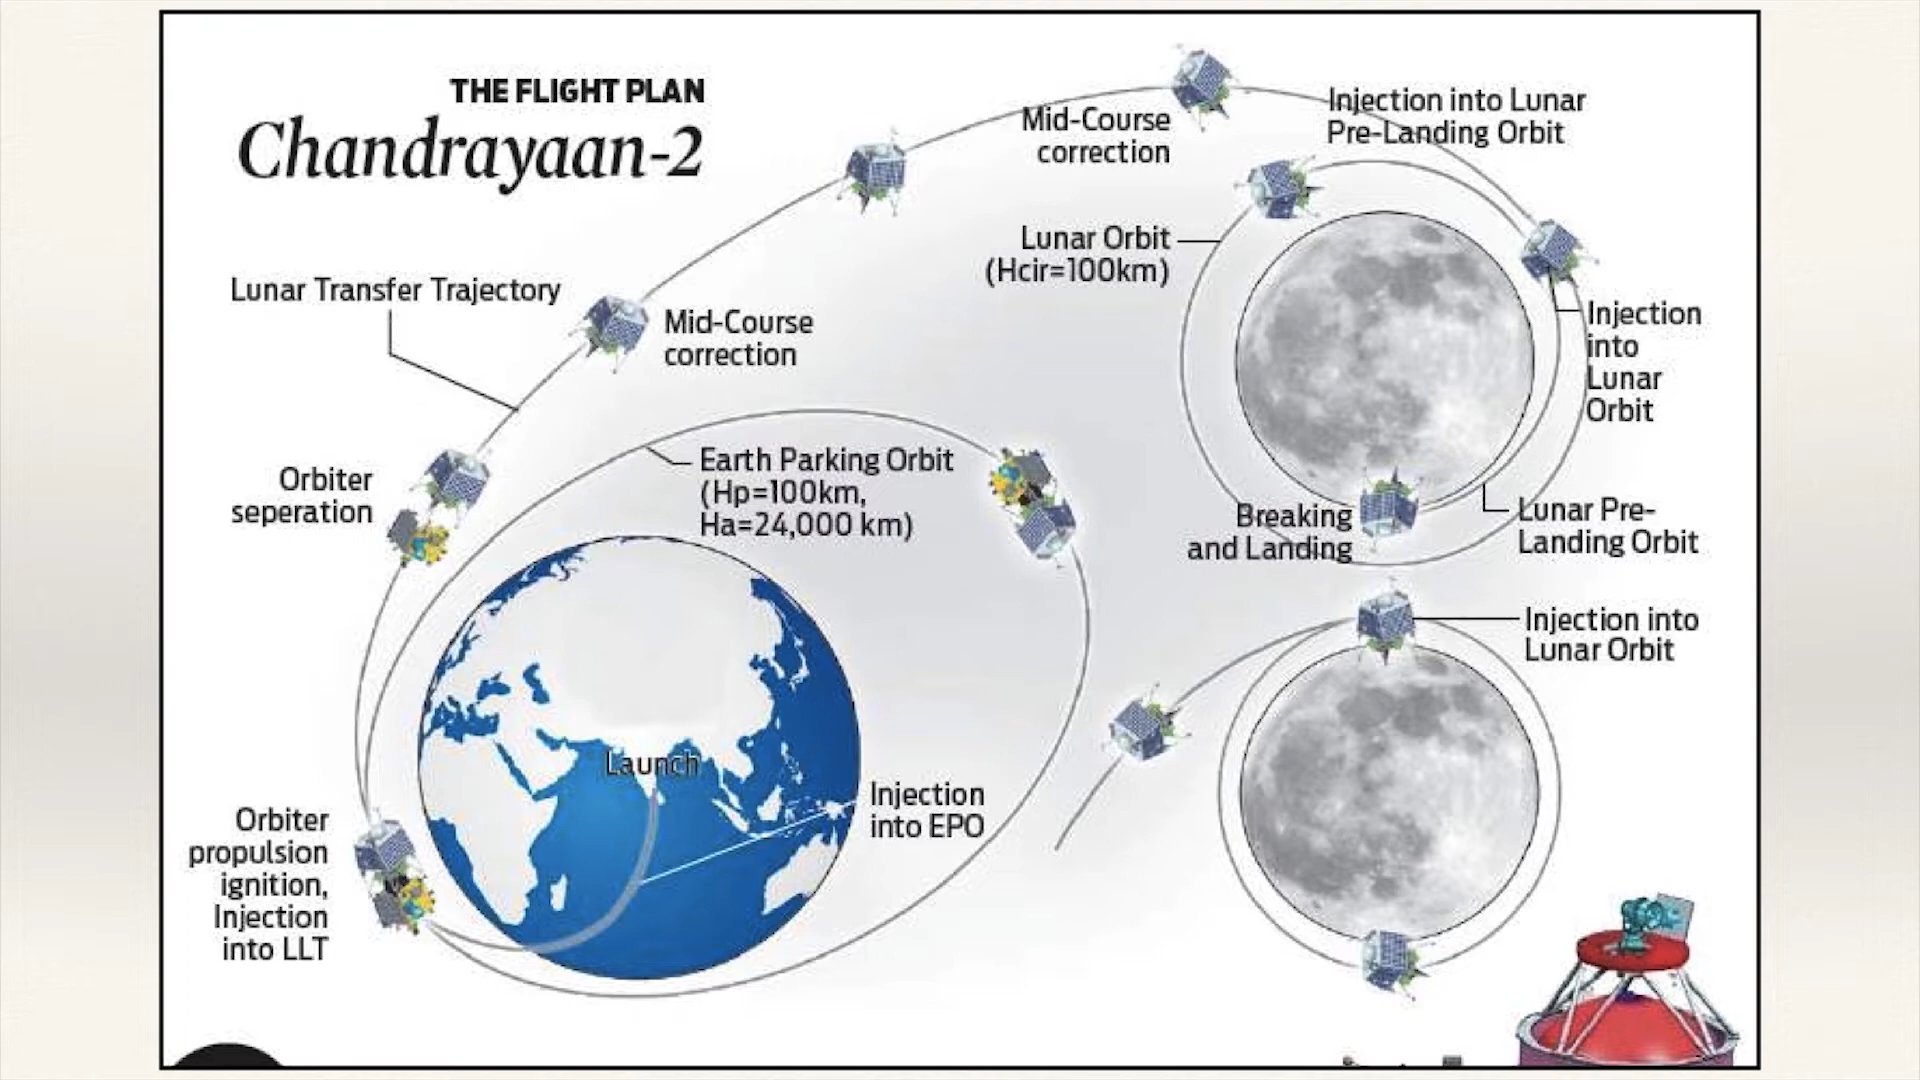 THE FLIGHT PLAN
Chandrayaan-2
Mid-Course
correction
Injection into Lunar
Pre-Landing Orbit
Lunar Orbit
(Hcir=100km)
Lunar Transfer Trajectory
Mid-Course
correction
Injection
into
Lunar
Orbit
Orbiter
seperation
Earth Parking Orbit
(Hp=100km,
Ha=24,000 km)
Breaking
and Landing
Lunar Pre-
Landing Orbit
Injection into
Lunar Orbit
Launch
Injection
into EPO
Orbiter
propulsion
ignition,
Injection
into LLT